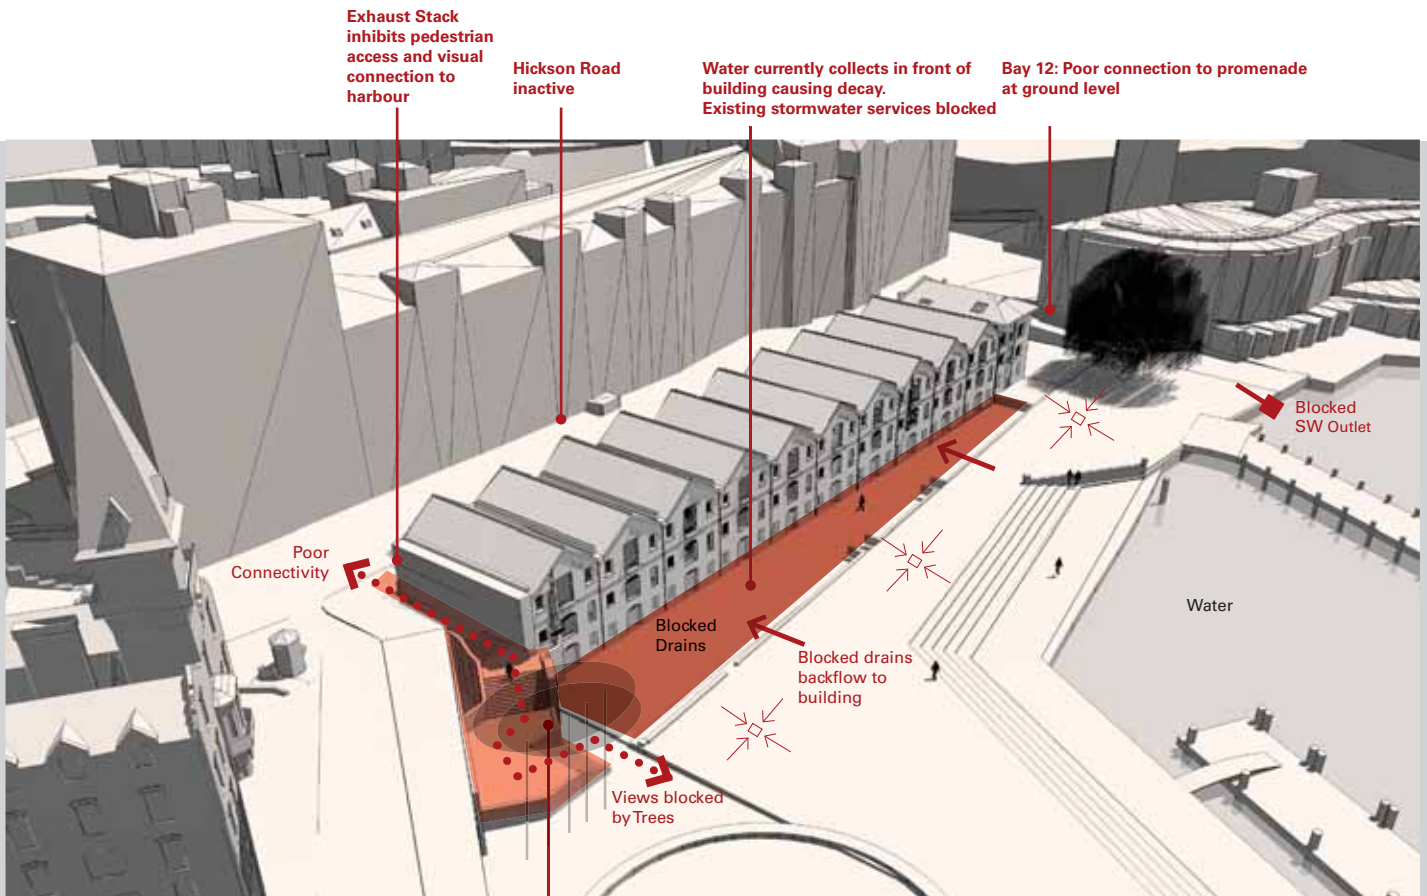 Exhaust Stack
inhibits pedestrian
access and visual
connection to
harbour
Hickson Road
inactive
Water currently collects in front of
building causing decay.
Existing stormwater services blocked
Bay 12: Poor connection to promenade
at ground level
Blocked
SW Outlet
Poor
Connectivity
Water
Blocked
Drains
Blocked drains
backflow to
building
Views blocked
by Trees